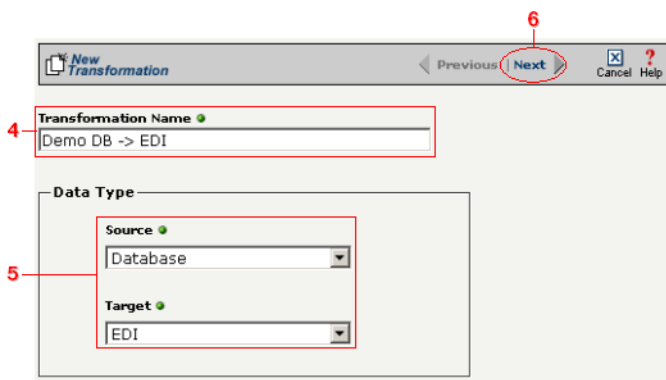 6
New
Transformation
Previous | Next
Cancel Help
Transformation Name
4
Demo DB -> EDI
Data Type
Source
Database
5
Target
EDI